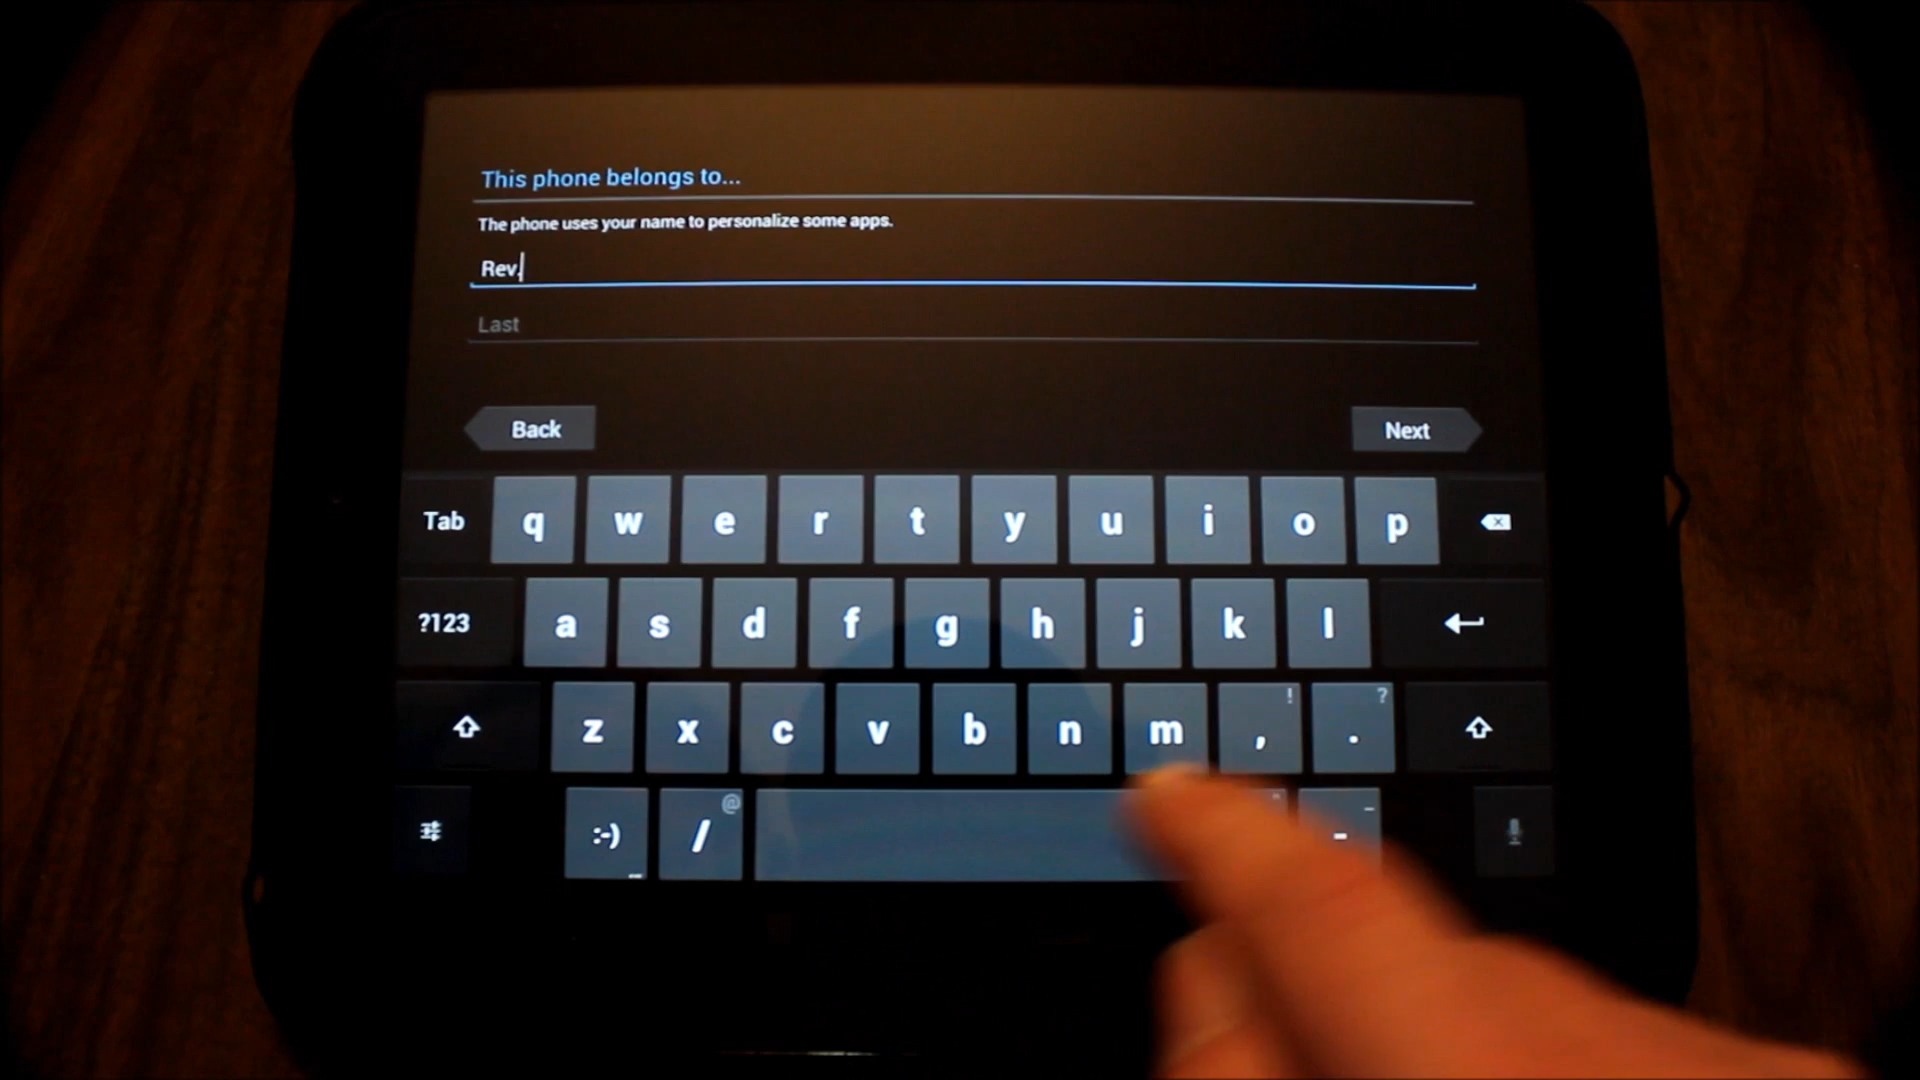 This phone belongs to...
The phone uses your name to personalize some apps.
Rev.
Last
Back
Next
Tab q w e r t y u i o p
?123 a s d f g h j k l
z x c v b n m , ! . ?
:-) / @ - _